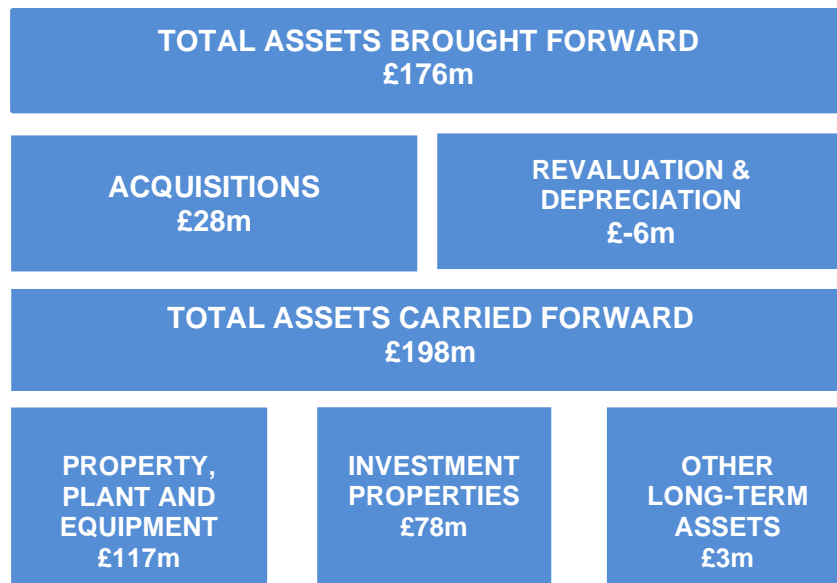 TOTAL ASSETS BROUGHT FORWARD
£176m
ACQUISITIONS
£28m
REVALUATION &
DEPRECIATION
£-6m
TOTAL ASSETS CARRIED FORWARD
£198m
PROPERTY,
PLANT AND
EQUIPMENT
£117m
INVESTMENT
PROPERTIES
£78m
OTHER
LONG-TERM
ASSETS
£3m